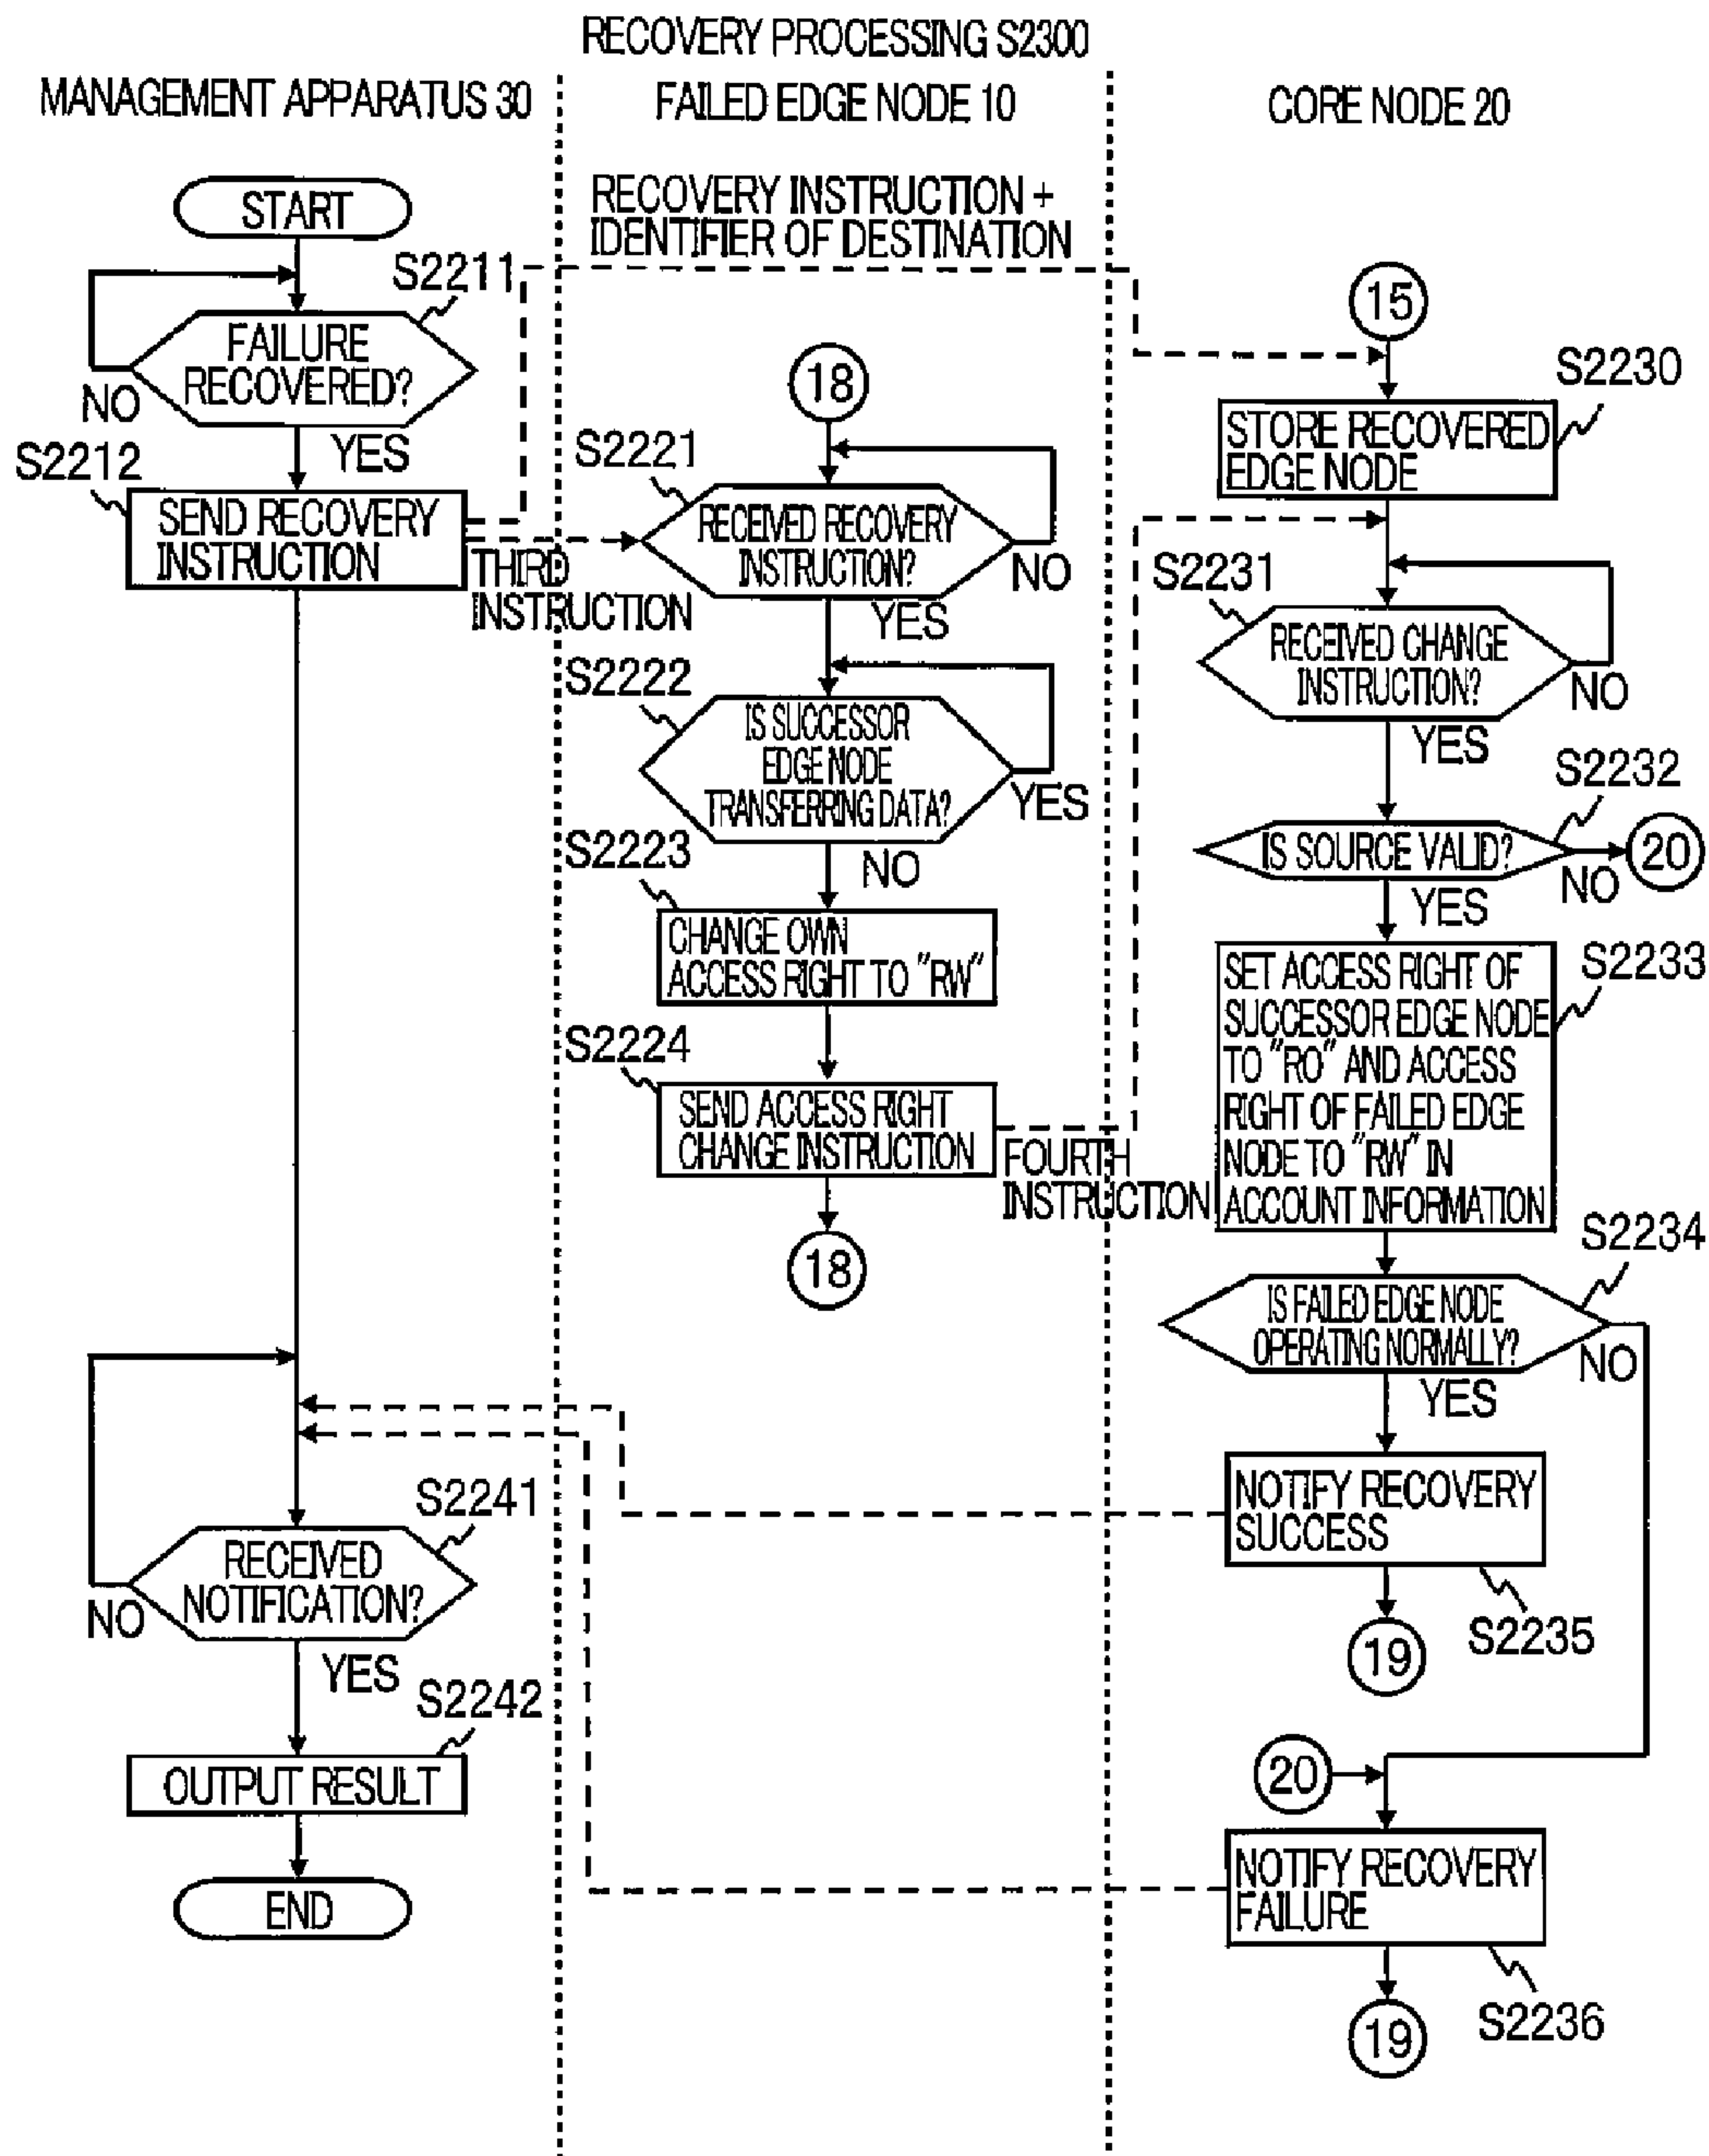 RECOVERY PROCESSING S2300
MANAGEMENT APPARATUS 30
FAILED EDGE NODE 10
CORE NODE 20
START
S2211
FAILURE
RECOVERED?
NO
YES
S2212
SEND RECOVERY
INSTRUCTION
THIRD
INSTRUCTION
S2241
RECEIVED
NOTIFICATION?
NO
YES
S2242
OUTPUT RESULT
END
RECOVERY INSTRUCTION +
IDENTIFIER OF DESTINATION
18
S2221
RECEIVED RECOVERY
INSTRUCTION?
NO
YES
S2222
IS SUCCESSOR
EDGE NODE
TRANSFERRING DATA?
YES
NO
S2223
CHANGE OWN
ACCESS RIGHT TO "RW"
S2224
SEND ACCESS RIGHT
CHANGE INSTRUCTION
FOURTH
INSTRUCTION
18
15
S2230
STORE RECOVERED
EDGE NODE
S2231
RECEIVED CHANGE
INSTRUCTION?
NO
YES
S2232
IS SOURCE VALID?
NO
20
YES
S2233
SET ACCESS RIGHT OF
SUCCESSOR EDGE NODE
TO "RO" AND ACCESS
RIGHT OF FAILED EDGE
NODE TO "RW" IN
ACCOUNT INFORMATION
S2234
IS FAILED EDGE NODE
OPERATING NORMALLY?
NO
YES
NOTIFY RECOVERY
SUCCESS
S2235
19
20
NOTIFY RECOVERY
FAILURE
S2236
19